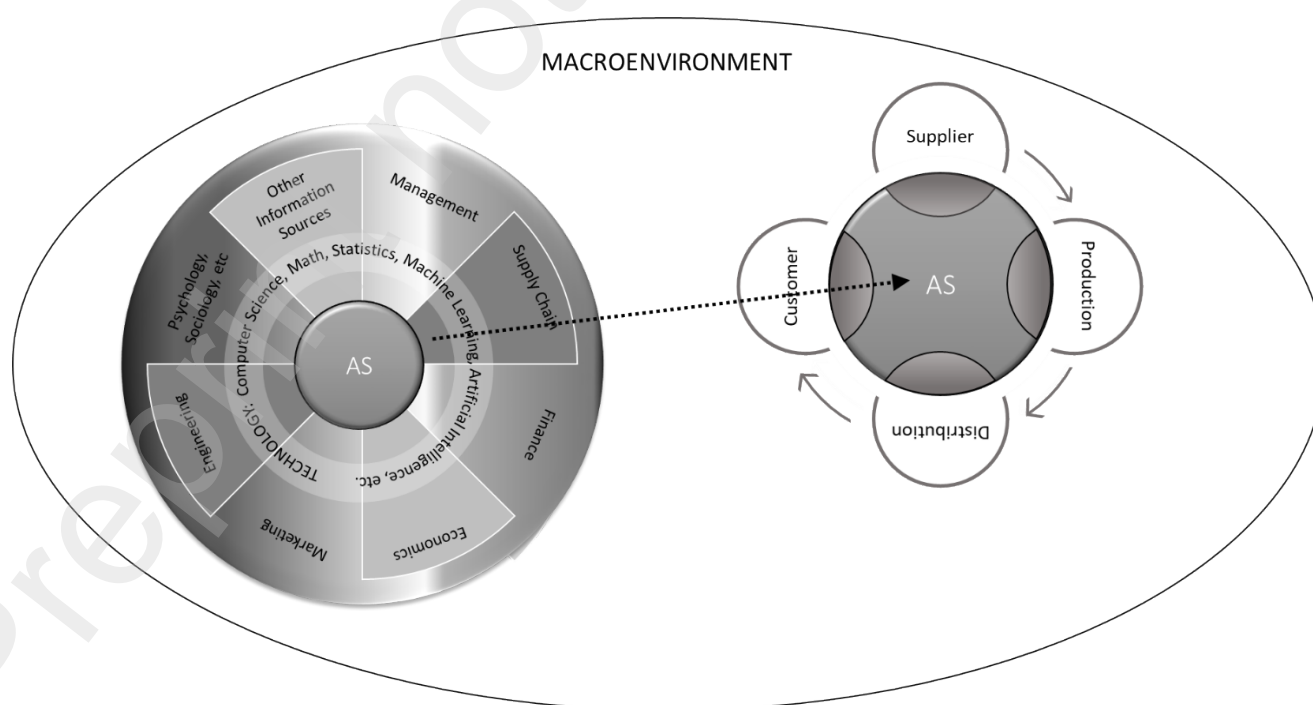 MACROENVIRONMENT
Other
Information
Sources
Management
Supply Chain
Finance
Economics
Marketing
Engineering
Psychology,
Sociology, etc
TECHNOLOGY: Computer Science, Math, Statistics, Machine Learning, Artificial Intelligence, etc.
AS
Supplier
Production
Distribution
Customer
AS